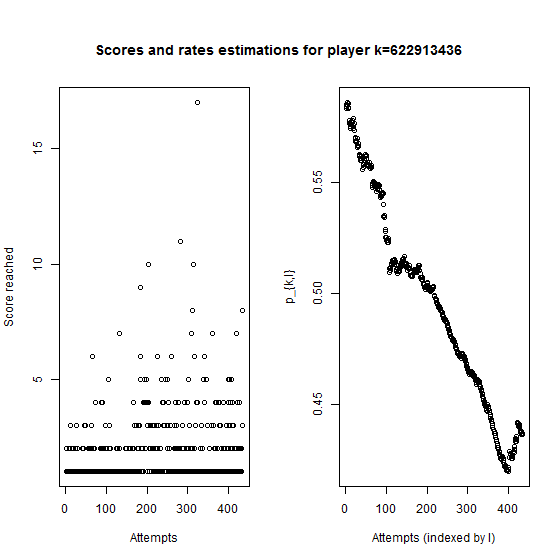 Scores and rates estimations for player k=622913436
Score reached
15
10
5
0 100 200 300 400
Attempts
p_{k,l}
0.55
0.50
0.45
0 100 200 300 400
Attempts (indexed by l)